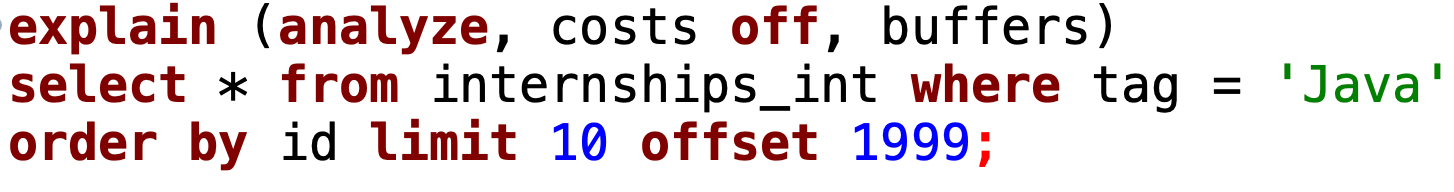 explain (analyze, costs off, buffers)
select * from internships_int where tag = 'Java'
order by id limit 10 offset 1999;